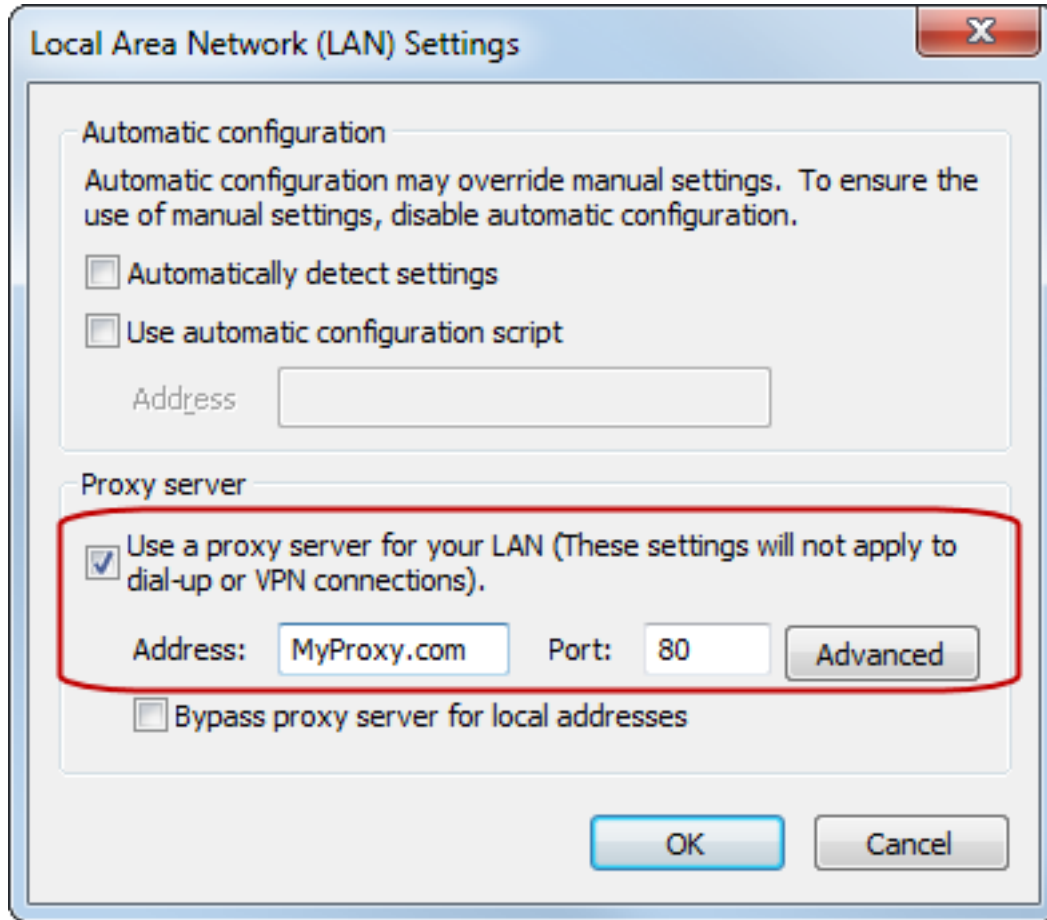 Local Area Network (LAN) Settings
Automatic configuration
Automatic configuration may override manual settings.  To ensure the
use of manual settings, disable automatic configuration.
Automatically detect settings
Use automatic configuration script
Address
Proxy server
Use a proxy server for your LAN (These settings will not apply to
dial-up or VPN connections).
Address: MyProxy.com Port: 80 Advanced
Bypass proxy server for local addresses
OK Cancel